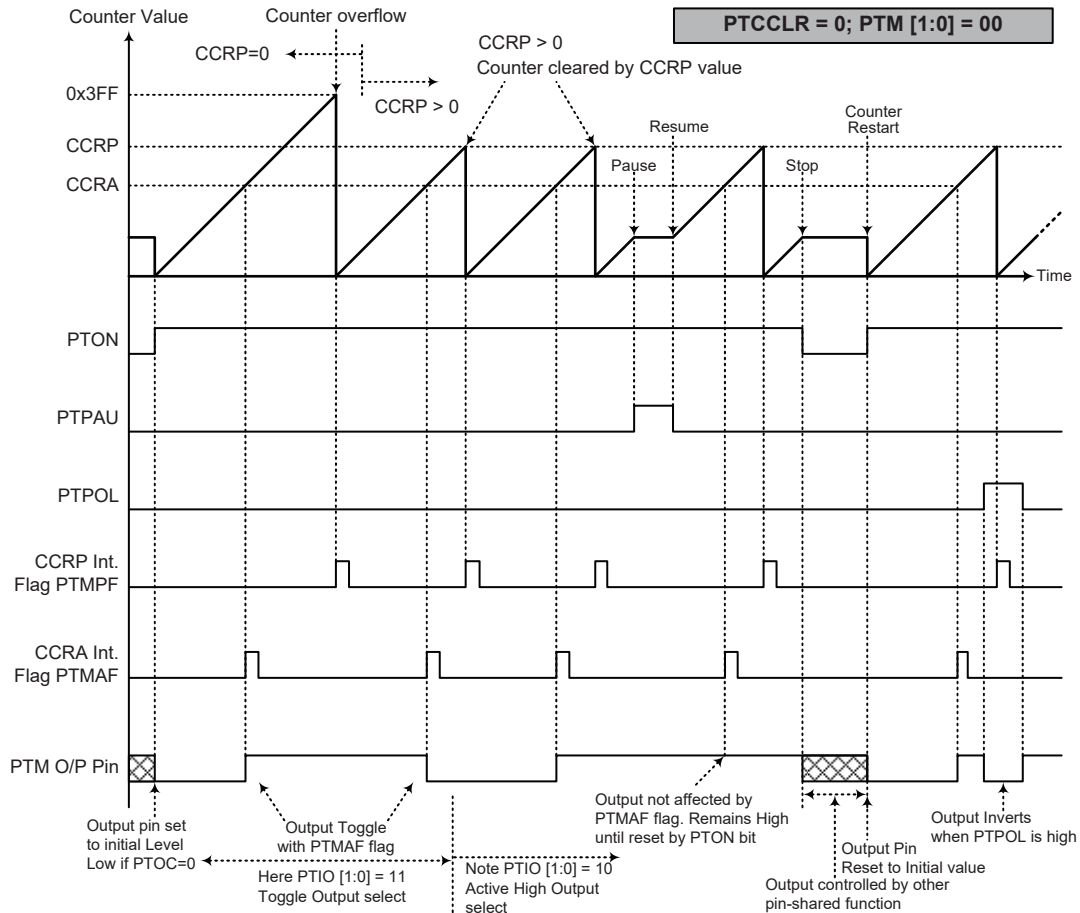 Counter Value
Counter overflow
PTCCLR = 0; PTM [1:0] = 00
CCRP=0
CCRP > 0
CCRP > 0
Counter cleared by CCRP value
0x3FF
CCRP
CCRA
Pause
Resume
Stop
Counter
Restart
Time
PTON
PTPAU
PTPOL
CCRP Int.
Flag PTMPF
CCRA Int.
Flag PTMAF
PTM O/P Pin
Output pin set
to initial Level
Low if PTOC=0
Output Toggle
with PTMAF flag
Here PTIO [1:0] = 11
Toggle Output select
Note PTIO [1:0] = 10
Active High Output
select
Output not affected by
PTMAF flag. Remains High
until reset by PTON bit
Output Pin
Reset to Initial value
Output controlled by other
pin-shared function
Output Inverts
when PTPOL is high